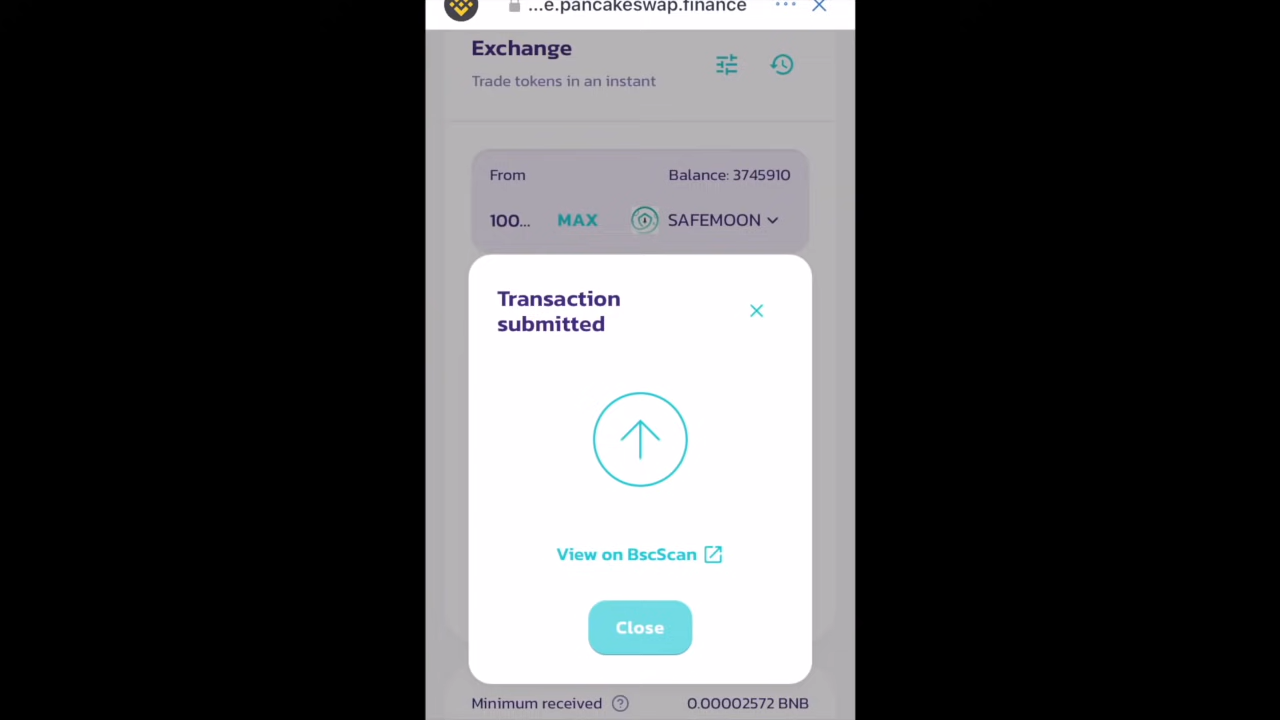 ...e.pancakeswap.finance
Exchange
Trade tokens in an instant
From
Balance: 3745910
100...
MAX
SAFEMOON
Transaction
submitted
View on BscScan
Close
Minimum received
0.00002572 BNB